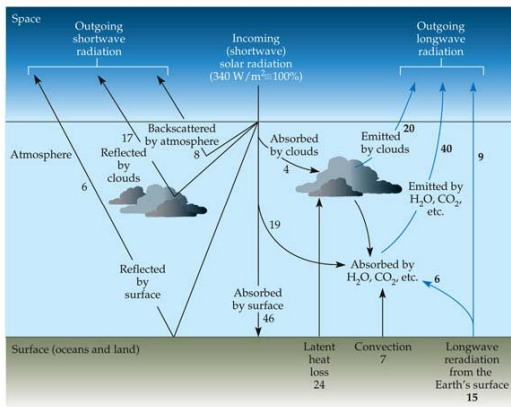 Space
Outgoing
shortwave
radiation
Incoming
(shortwave)
solar radiation
(340 W/m²≡100%)
Outgoing
longwave
radiation
Atmosphere
6
17
Reflected
by
clouds
Backscattered
by atmosphere
8
Absorbed
by clouds
4
Emitted
by clouds
20
40
9
Emitted by
H₂O, CO₂,
etc.
19
Absorbed by
H₂O, CO₂, etc.
6
Reflected
by
surface
Absorbed
by surface
46
Surface (oceans and land)
Latent
heat
loss
24
Convection
7
Longwave
reradiation
from the
Earth's surface
15